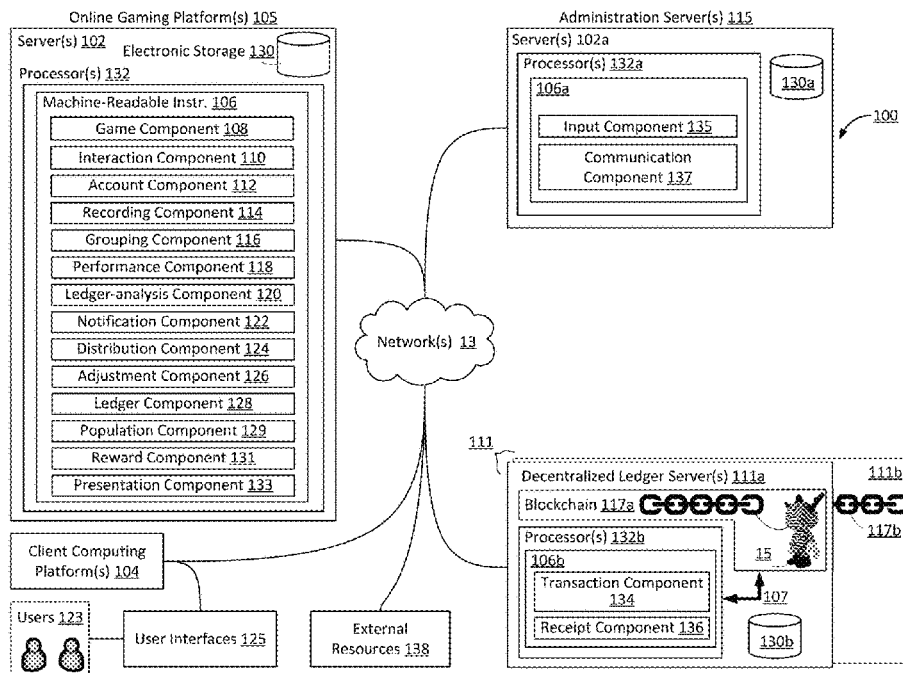 Online Gaming Platform(s) 105
Server(s) 102
Electronic Storage 130
Processor(s) 132
Machine-Readable Instr. 106
Game Component 108
Interaction Component 110
Account Component 112
Recording Component 114
Grouping Component 116
Performance Component 118
Ledger-analysis Component 120
Notification Component 122
Distribution Component 124
Adjustment Component 126
Ledger Component 128
Population Component 129
Reward Component 131
Presentation Component 133
Administration Server(s) 115
Server(s) 102a
Processor(s) 132a
130a
106a
Input Component 135
Communication
Component 137
100
Network(s) 13
111
Decentralized Ledger Server(s) 111a
111b
Blockchain 117a
117b
Processor(s) 132b
106b
15
Transaction Component
134
107
Receipt Component 136
130b
Client Computing
Platform(s) 104
Users 123
User Interfaces 125
External
Resources 138